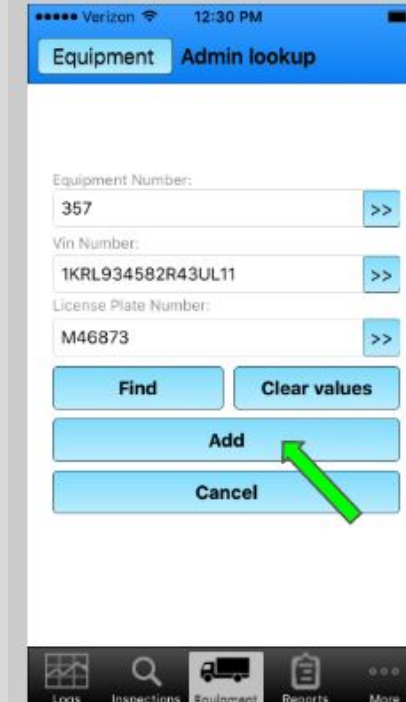 Verizon 12:30 PM
Equipment Admin lookup
Equipment Number:
357 >>
Vin Number:
1KRL934582R43UL11 >>
License Plate Number:
M46873 >>
Find Clear values
Add
Cancel
Logs Inspections Equipment Reports More